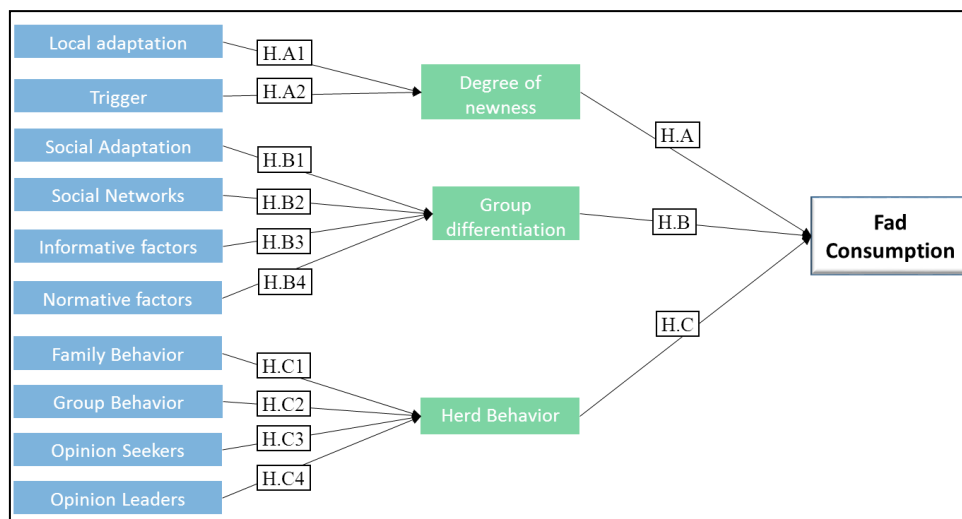 Local adaptation
H.A1
Trigger
H.A2
Degree of
newness
H.A
Social Adaptation
H.B1
Social Networks
H.B2
Informative factors
H.B3
Normative factors
H.B4
Group
differentiation
H.B
Fad
Consumption
Family Behavior
H.C1
Group Behavior
H.C2
Opinion Seekers
H.C3
Opinion Leaders
H.C4
Herd Behavior
H.C